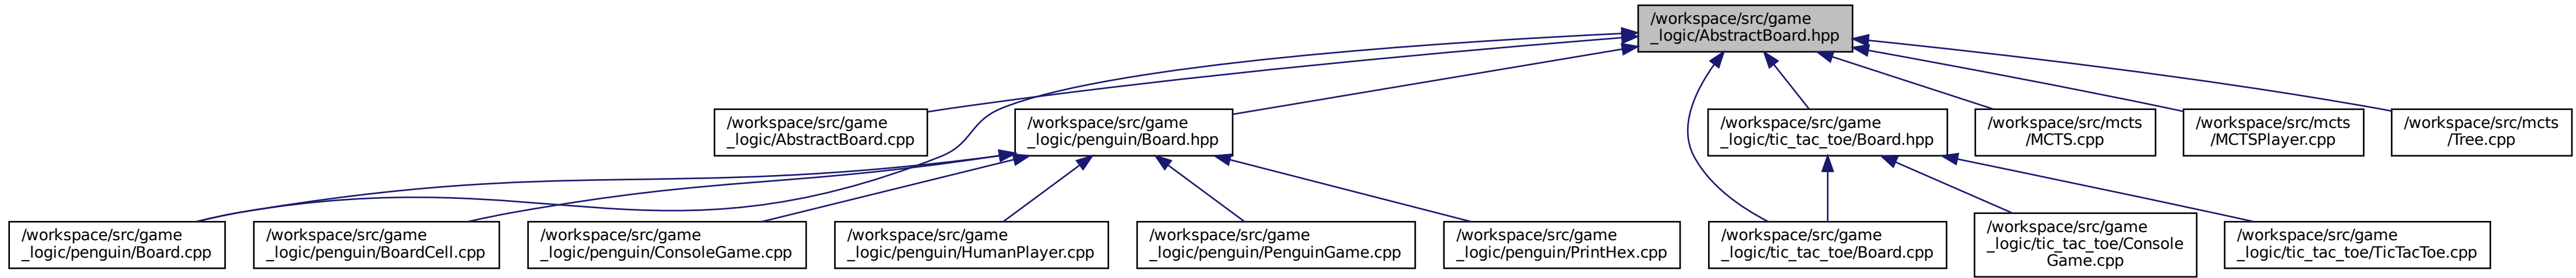 /workspace/src/game
_logic/AbstractBoard.hpp
/workspace/src/game
_logic/AbstractBoard.cpp
/workspace/src/game
_logic/penguin/Board.hpp
/workspace/src/game
_logic/tic_tac_toe/Board.hpp
/workspace/src/mcts
/MCTS.cpp
/workspace/src/mcts
/MCTSPlayer.cpp
/workspace/src/mcts
/Tree.cpp
/workspace/src/game
_logic/penguin/Board.cpp
/workspace/src/game
_logic/penguin/BoardCell.cpp
/workspace/src/game
_logic/penguin/ConsoleGame.cpp
/workspace/src/game
_logic/penguin/HumanPlayer.cpp
/workspace/src/game
_logic/penguin/PenguinGame.cpp
/workspace/src/game
_logic/penguin/PrintHex.cpp
/workspace/src/game
_logic/tic_tac_toe/Board.cpp
/workspace/src/game
_logic/tic_tac_toe/Console
Game.cpp
/workspace/src/game
_logic/tic_tac_toe/TicTacToe.cpp